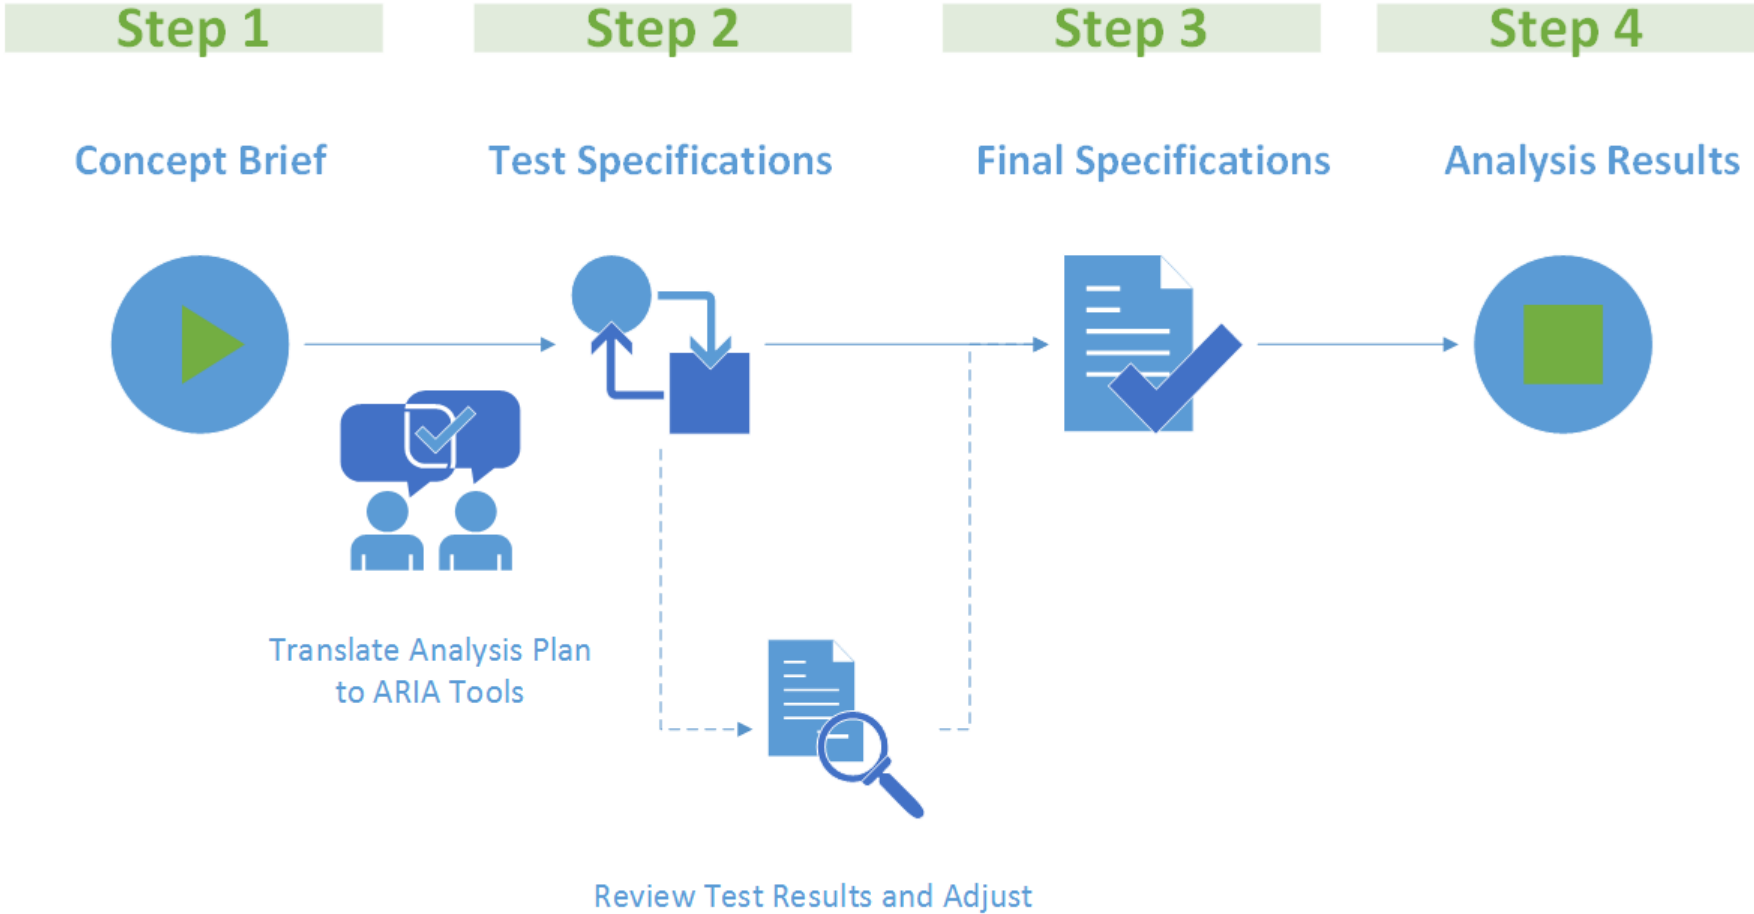 Step 1
Step 2
Step 3
Step 4
Concept Brief
Test Specifications
Final Specifications
Analysis Results
Translate Analysis Plan
to ARIA Tools
Review Test Results and Adjust